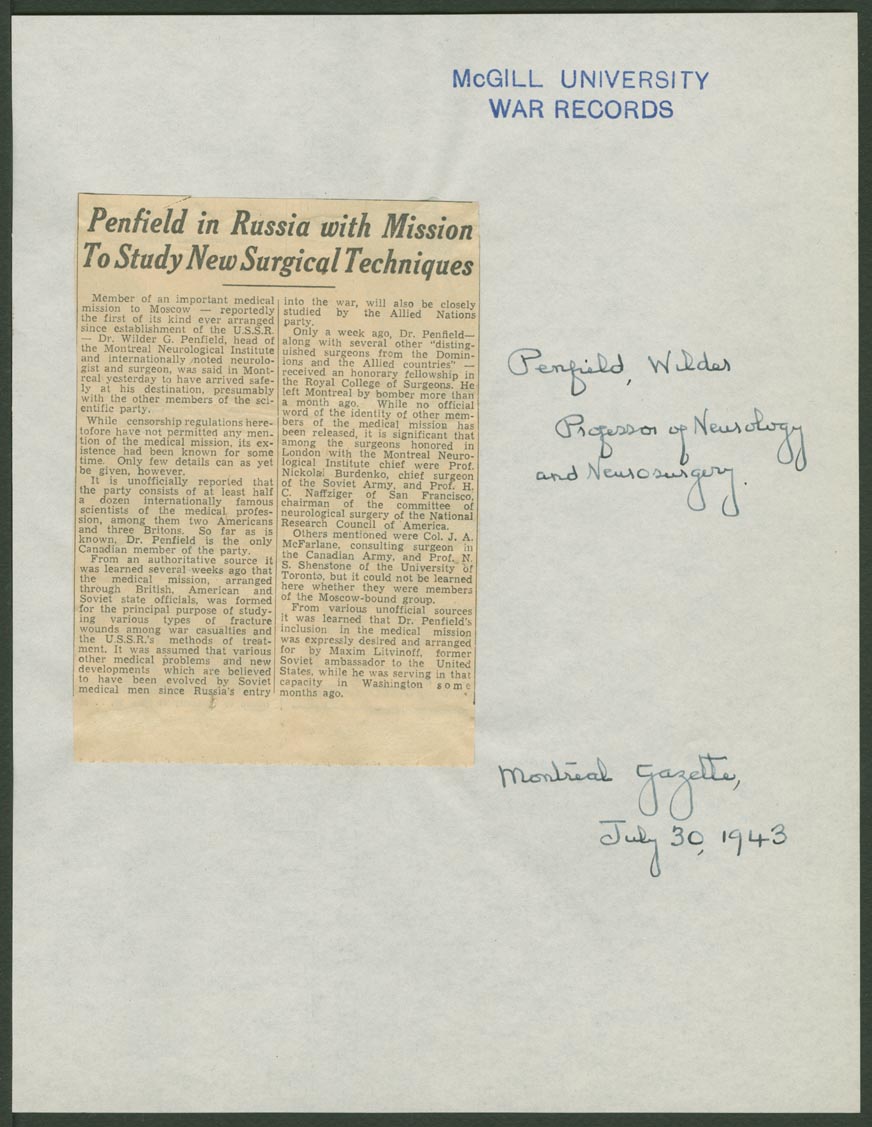 McGILL UNIVERSITY
WAR RECORDS
Penfield in Russia with Mission
To Study New Surgical Techniques
Member of an important medical
mission to Moscow — reportedly
the first of its kind ever arranged
since establishment of the U.S.S.R.
— Dr. Wilder G. Penfield, head of
the Montreal Neurological Institute
and internationally noted neurolo-
gist and surgeon, was said in Mont-
real yesterday to have arrived safe-
ly at his destination, presumably
with the other members of the sci-
entific party.
While censorship regulations here-
tofore have not permitted any men-
tion of the medical mission, its ex-
istence had been known for some
time. Only few details can as yet
be given, however.
It is unofficially reported that
the party consists of at least half
a dozen internationally famous
scientists of the medical profes-
sion, among them two Americans
and three Britons. So far as is
known, Dr. Penfield is the only
Canadian member of the party.
From an authoritative source it
was learned several weeks ago that
the medical mission, arranged
through British, American and
Soviet state officials, was formed
for the principal purpose of study-
ing various types of fracture
wounds among war casualties and
the U.S.S.R.'s methods of treat-
ment. It was assumed that various
other medical problems and new
developments which are believed
to have been evolved by Soviet
medical men since Russia's entry
into the war, will also be closely
studied by the Allied Nations
party.
Only a week ago, Dr. Penfield—
along with several other "disting-
uished surgeons from the Domin-
ions and the Allied countries" —
received an honorary fellowship in
the Royal College of Surgeons. He
left Montreal by bomber more than
a month ago. While no official
word of the identity of other mem-
bers of the medical mission has
been released, it is significant that
among the surgeons honored in
London with the Montreal Neuro-
logical Institute chief were Prof.
Nickolai Burdenko, chief surgeon
of the Soviet Army, and Prof. H.
C. Naffziger of San Francisco,
chairman of the committee of
neurological surgery of the National
Research Council of America.
Others mentioned were Col. J. A.
McFarlane, consulting surgeon in
the Canadian Army, and Prof. N.
S. Shenstone of the University of
Toronto, but it could not be learned
here whether they were members
of the Moscow-bound group.
From various unofficial sources
it was learned that Dr. Penfield's
inclusion in the medical mission
was expressly desired and arranged
for by Maxim Litvinoff, former
Soviet ambassador to the United
States, while he was serving in that
capacity in Washington some
months ago.
Penfield, Wilder
Professor of Neurology
and Neurosurgery.
Montreal Gazette,
July 30, 1943